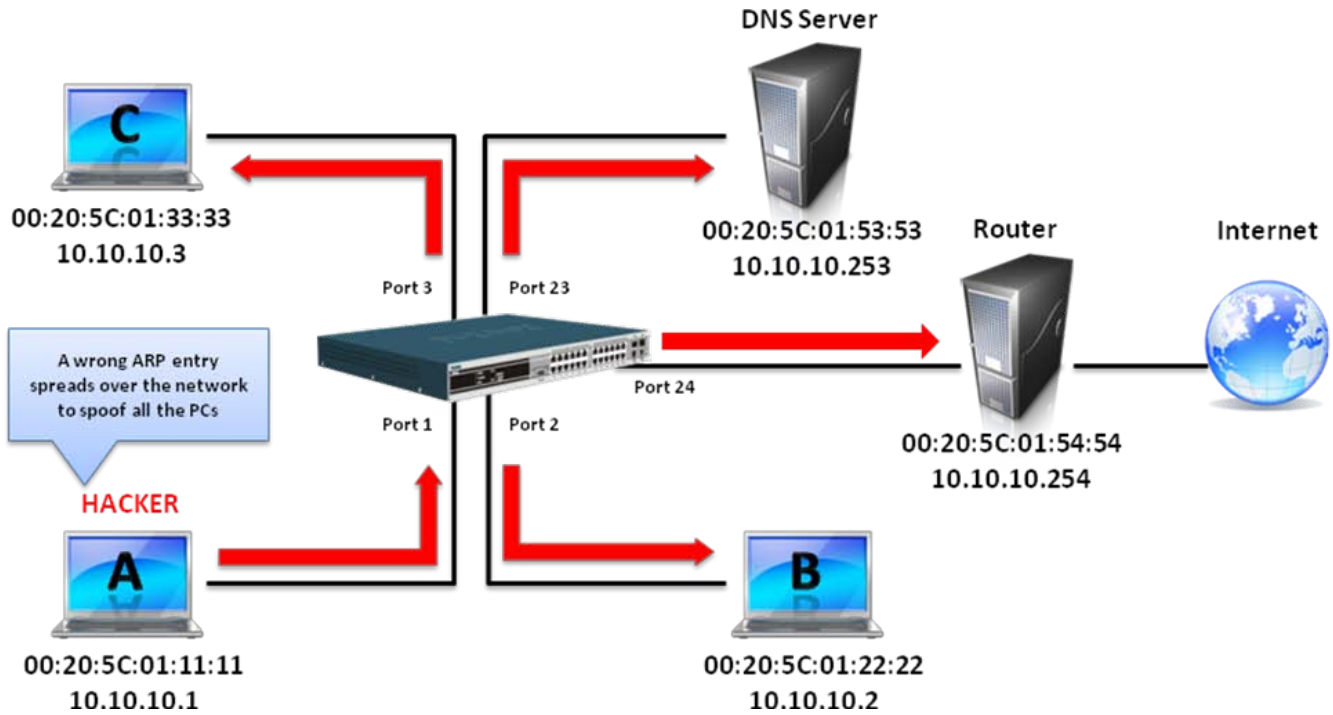 DNS Server
C
00:20:5C:01:33:33
10.10.10.3
00:20:5C:01:53:53
10.10.10.253
Router
Internet
Port 3
Port 23
A wrong ARP entry
spreads over the network
to spoof all the PCs
Port 24
Port 1
Port 2
00:20:5C:01:54:54
10.10.10.254
HACKER
A
B
00:20:5C:01:11:11
10.10.10.1
00:20:5C:01:22:22
10.10.10.2